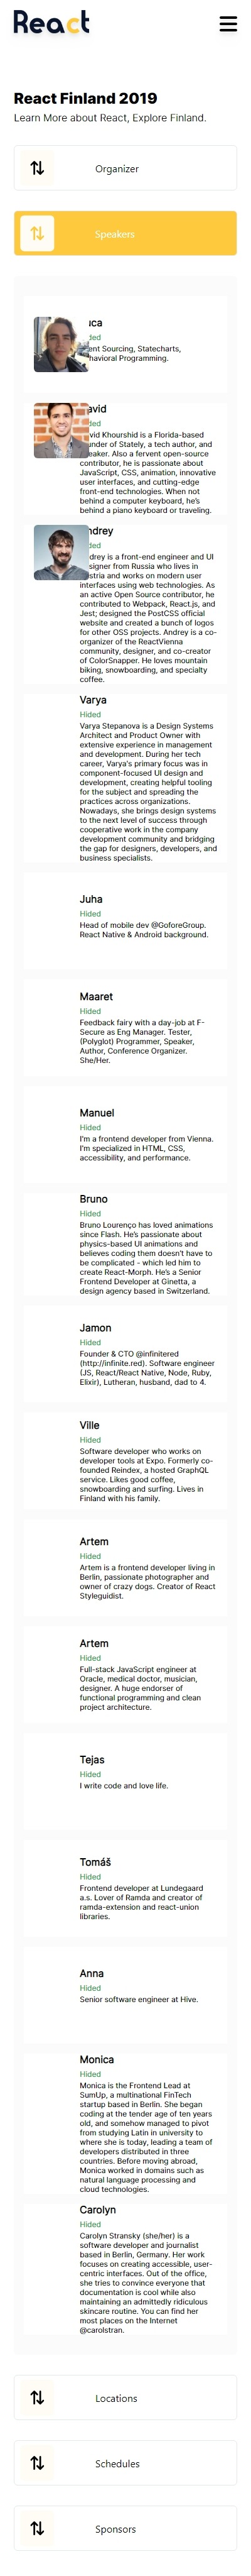 React
React Finland 2019
Learn More about React, Explore Finland.
Organizer
Speakers
uca
ded
ent Sourcing, Statecharts,
havioral Programming.
avid
ded
vid Khourshid is a Florida-based
under of Stately, a tech author, and
eaker. Also a fervent open-source
contributor, he is passionate about
JavaScript, CSS, animation, innovative
user interfaces, and cutting-edge
front-end technologies. When not
behind a computer keyboard, he's
behind a piano keyboard or traveling.
ndrey
ded
drey is a front-end engineer and UI
signer from Russia who lives in
stria and works on modern user
interfaces using web technologies. As
an active Open Source contributor, he
contributed to Webpack, React.js, and
Jest; designed the PostCSS official
website and created a bunch of logos
for other OSS projects. Andrey is a co-
organizer of the ReactVienna
community, designer, and co-creator
of ColorSnapper. He loves mountain
biking, snowboarding, and specialty
coffee.
Varya
Hided
Varya Stepanova is a Design Systems
Architect and Product Owner with
extensive experience in management
and development. During her tech
career, Varya's primary focus was in
component-focused UI design and
development, creating helpful tooling
for the subject and spreading the
practices across organizations.
Nowadays, she brings design systems
to the next level of success through
cooperative work in the company
development community and bridging
the gap for designers, developers, and
business specialists.
Juha
Hided
Head of mobile dev @GoforeGroup.
React Native & Android background.
Maaret
Hided
Feedback fairy with a day-job at F-
Secure as Eng Manager. Tester,
(Polyglot) Programmer, Speaker,
Author, Conference Organizer.
She/Her.
Manuel
Hided
I'm a frontend developer from Vienna.
I'm specialized in HTML, CSS,
accessibility, and performance.
Bruno
Hided
Bruno Lourenço has loved animations
since Flash. He's passionate about
physics-based UI animations and
believes coding them doesn't have to
be complicated - which led him to
create React-Morph. He's a Senior
Frontend Developer at Ginetta, a
design agency based in Switzerland.
Jamon
Hided
Founder & CTO @infinitered
(http://infinite.red). Software engineer
(JS, React/React Native, Node, Ruby,
Elixir), Lutheran, husband, dad to 4.
Ville
Hided
Software developer who works on
developer tools at Expo. Formerly co-
founded Reindex, a hosted GraphQL
service. Likes good coffee,
snowboarding and surfing. Lives in
Finland with his family.
Artem
Hided
Artem is a frontend developer living in
Berlin, passionate photographer and
owner of crazy dogs. Creator of React
Styleguidist.
Artem
Hided
Full-stack JavaScript engineer at
Oracle, medical doctor, musician,
designer. A huge endorser of
functional programming and clean
project architecture.
Tejas
Hided
I write code and love life.
Tomáš
Hided
Frontend developer at Lundegaard
a.s. Lover of Ramda and creator of
ramda-extension and react-union
libraries.
Anna
Hided
Senior software engineer at Hive.
Monica
Hided
Monica is the Frontend Lead at
SumUp, a multinational FinTech
startup based in Berlin. She began
coding at the tender age of ten years
old, and somehow managed to pivot
from studying Latin in university to
where she is today, leading a team of
developers distributed in three
countries. Before moving abroad,
Monica worked in domains such as
natural language processing and
cloud technologies.
Carolyn
Hided
Carolyn Stransky (she/her) is a
software developer and journalist
based in Berlin, Germany. Her work
focuses on creating accessible, user-
centric interfaces. Out of the office,
she tries to convince everyone that
documentation is cool while also
maintaining an admittedly ridiculous
skincare routine. You can find her
most places on the Internet
@carolstran.
Locations
Schedules
Sponsors